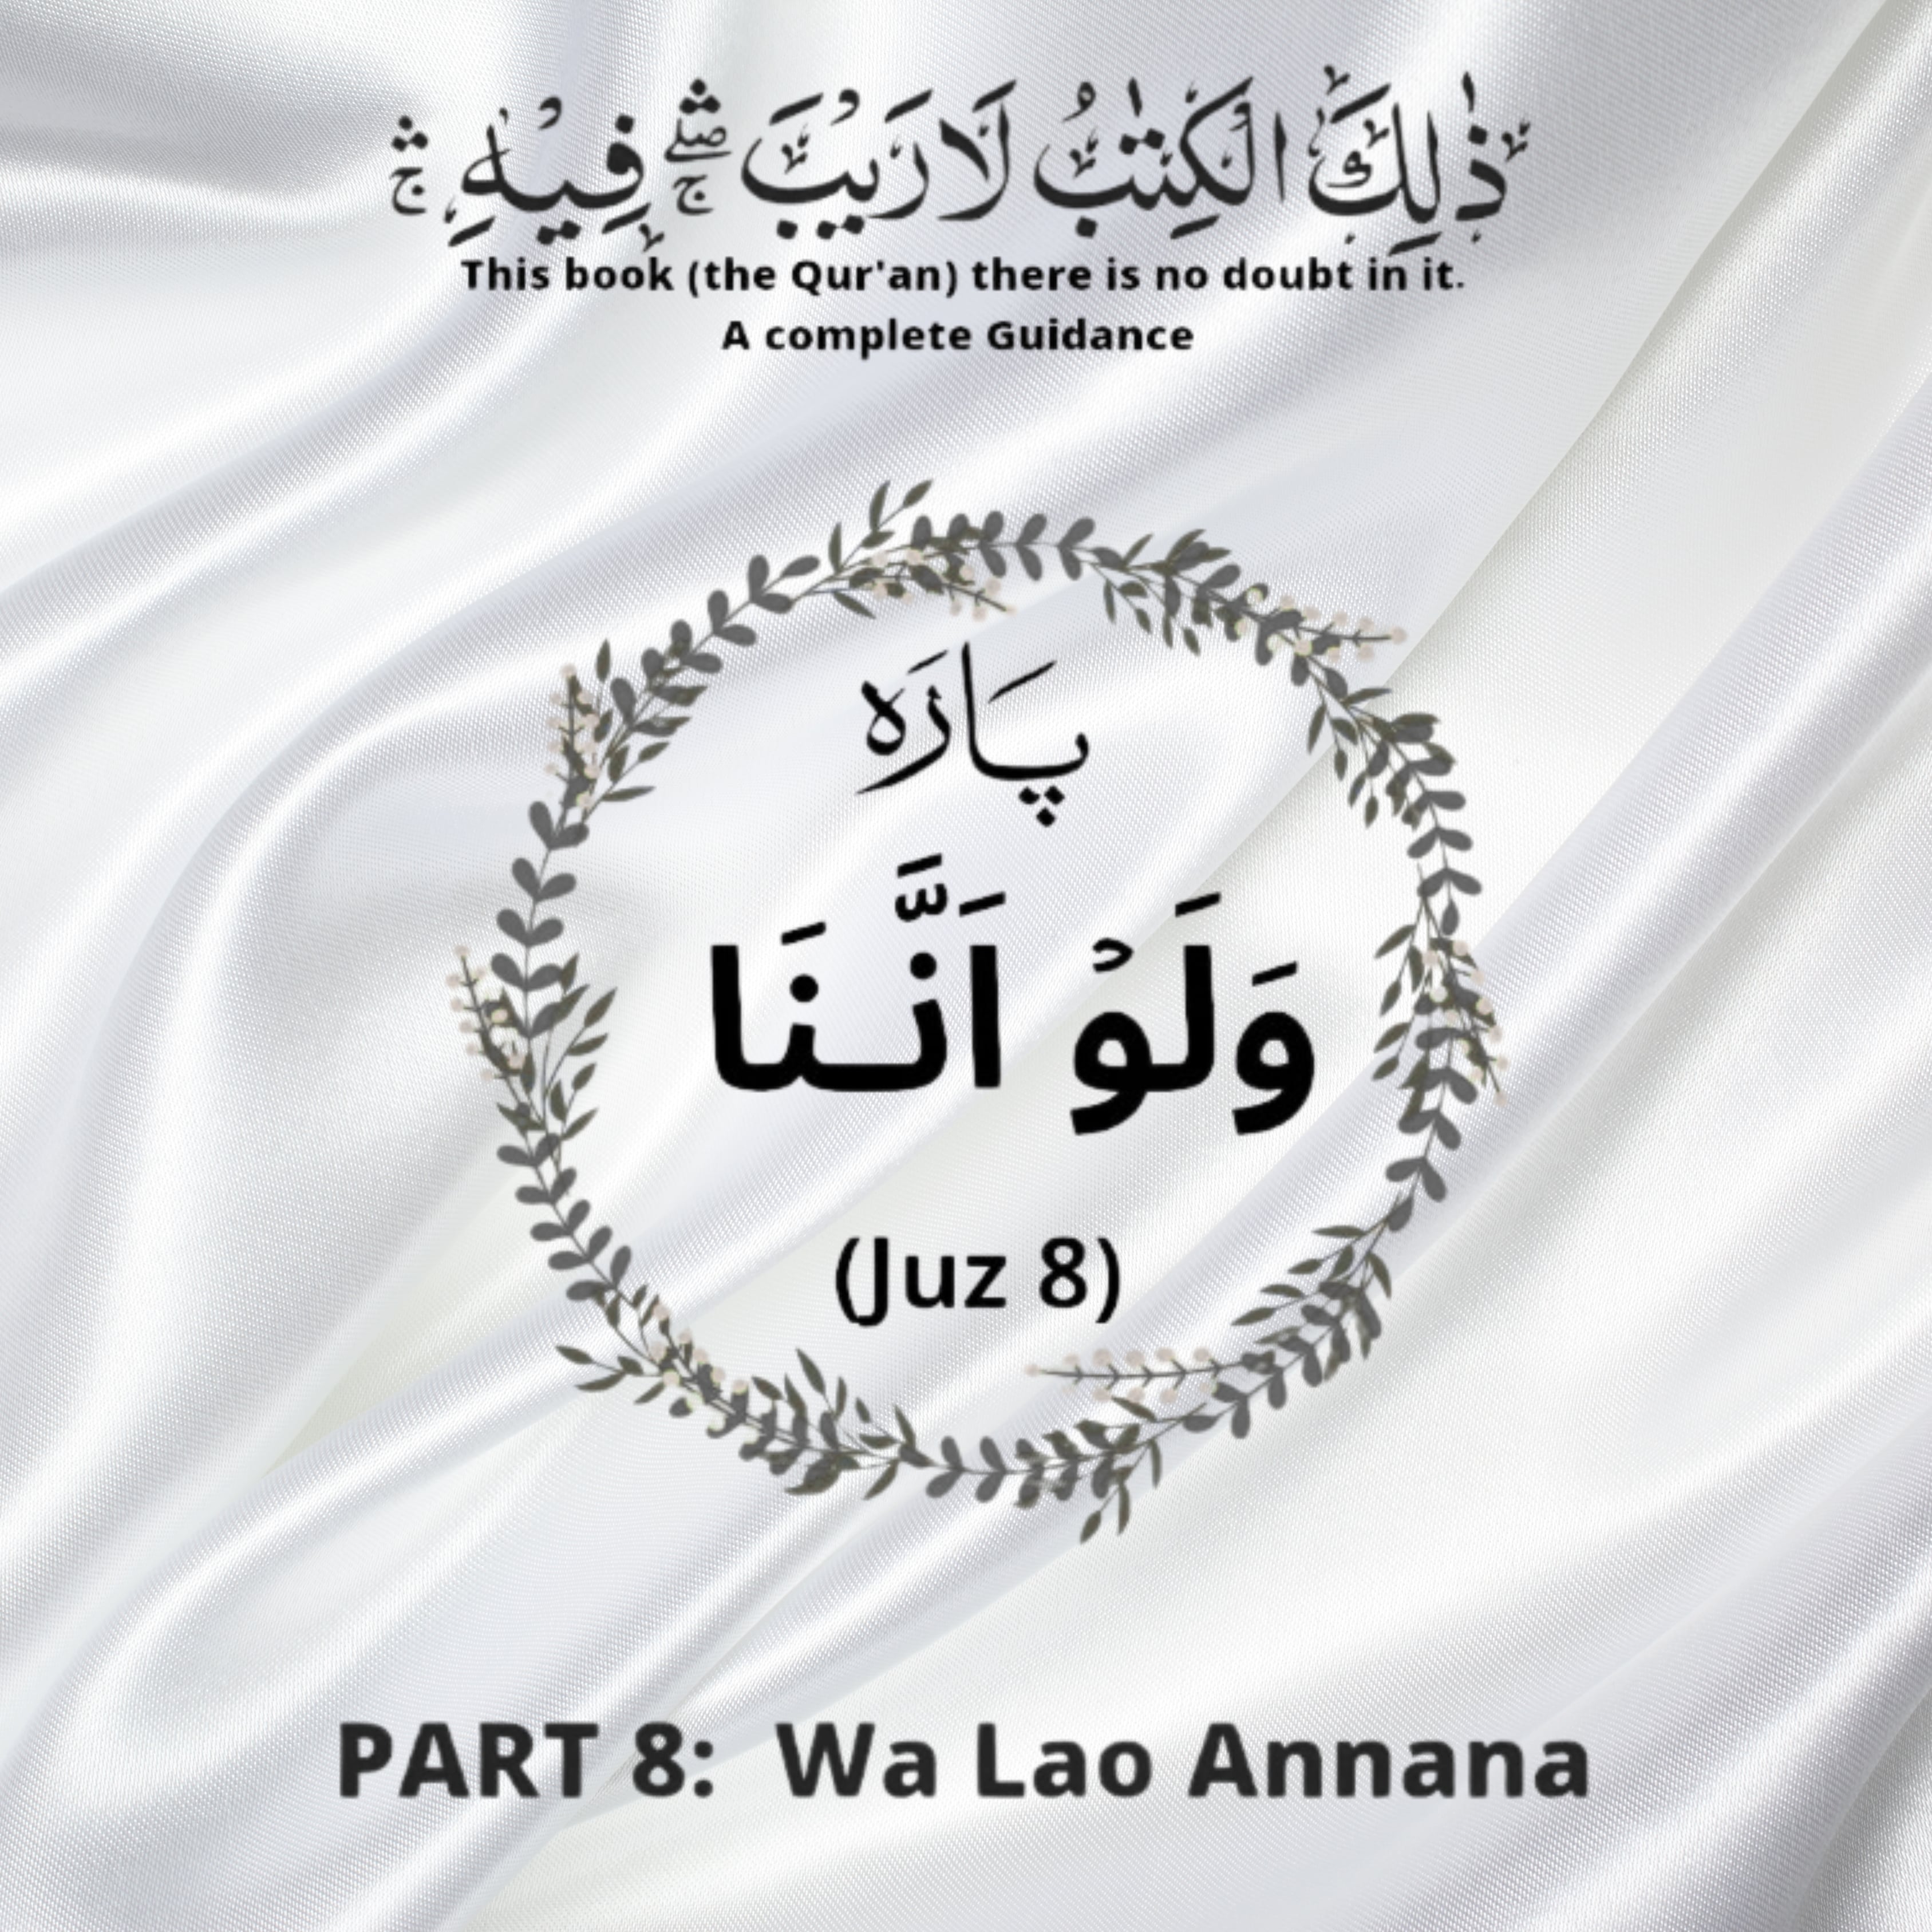 ذٰلِكَ الْكِتٰبُ لَا رَيْبَ ۛۖۚ فِيْهِ ۛۚ
This book (the Qur'an) there is no doubt in it.
A complete Guidance
پَارَہ
وَلَوْ اَنَّـنَا
(Juz 8)
PART 8: Wa Lao Annana